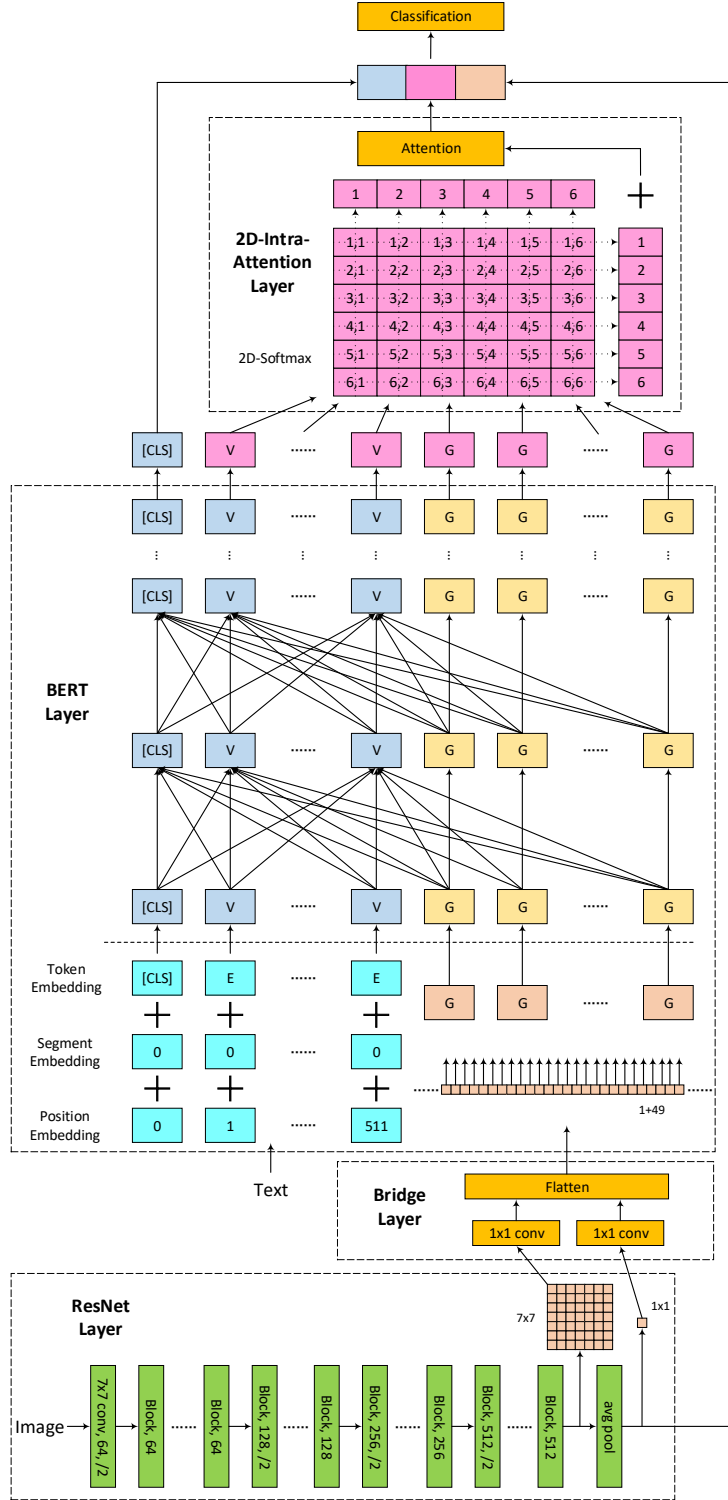 Classification
Attention
1 2 3 4 5 6
2D-Intra-
Attention
Layer
1,1 1,2 1,3 1,4 1,5 1,6 1
2,1 2,2 2,3 2,4 2,5 2,6 2
3,1 3,2 3,3 3,4 3,5 3,6 3
4,1 4,2 4,3 4,4 4,5 4,6 4
2D-Softmax
5,1 5,2 5,3 5,4 5,5 5,6 5
6,1 6,2 6,3 6,4 6,5 6,6 6
[CLS] V ...... V G G ...... G
[CLS] V ...... V G G ...... G
... ... ... ... ... ... ... ...
[CLS] V ...... V G G ...... G
BERT
Layer
[CLS] V ...... V G G ...... G
[CLS] V ...... V G G ...... G
Token
Embedding
[CLS] E ...... E
G G ...... G
+ + +
Segment
Embedding
0 0 ...... 0
+ + +
...... ......
1+49
Position
Embedding
0 1 ...... 511
Text
Bridge
Layer
Flatten
1x1 conv 1x1 conv
ResNet
Layer
7x7
1x1
Image
7x7 conv, 64, /2
Block, 64
......
Block, 64
Block, 128, /2
......
Block, 128
Block, 256, /2
......
Block, 256
Block, 512, /2
......
Block, 512
avg pool